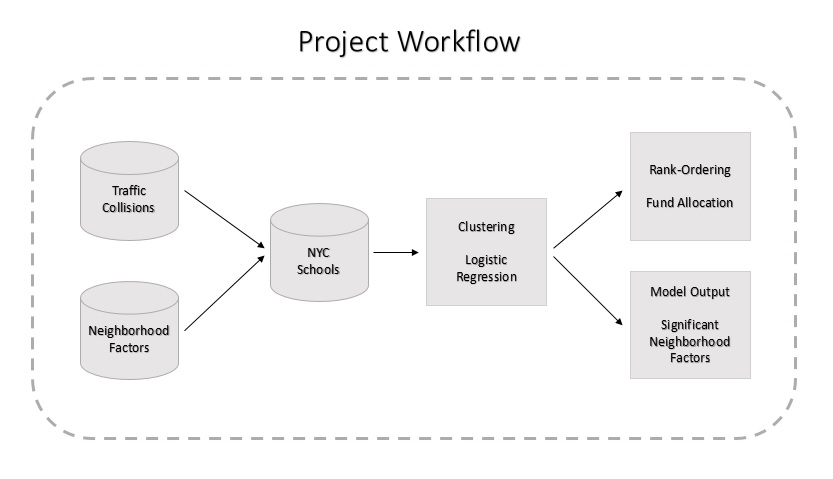 Project Workflow
Traffic
Collisions
Neighborhood
Factors
NYC
Schools
Clustering
Logistic
Regression
Rank-Ordering
Fund Allocation
Model Output
Significant
Neighborhood
Factors